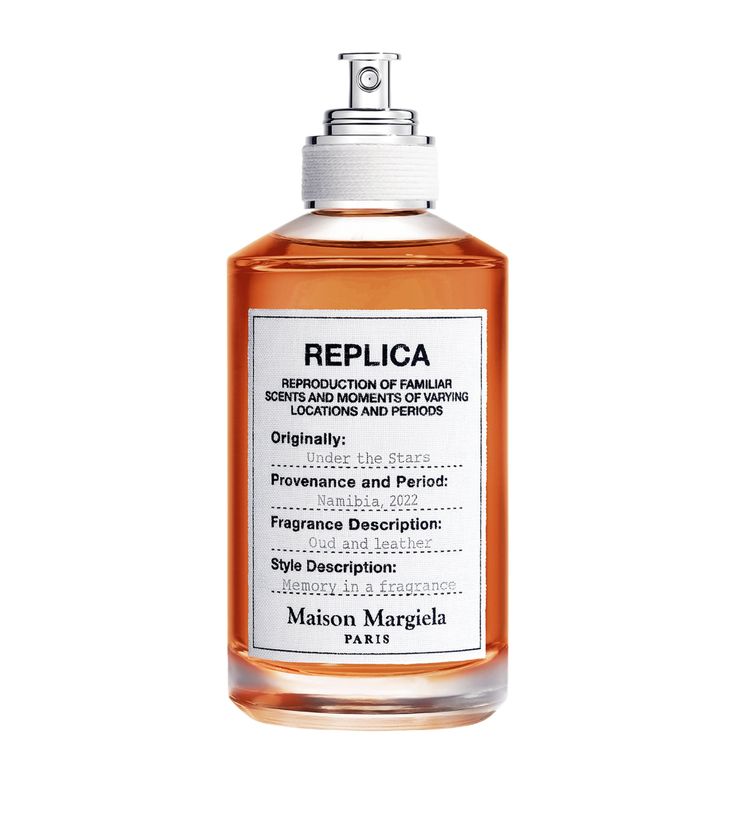 REPLICA
REPRODUCTION OF FAMILIAR
SCENTS AND MOMENTS OF VARYING
LOCATIONS AND PERIODS
Originally:
Under the Stars
Provenance and Period:
Namibia, 2022
Fragrance Description:
Oud and leather
Style Description:
Memory in a fragrance
Maison Margiela
PARIS